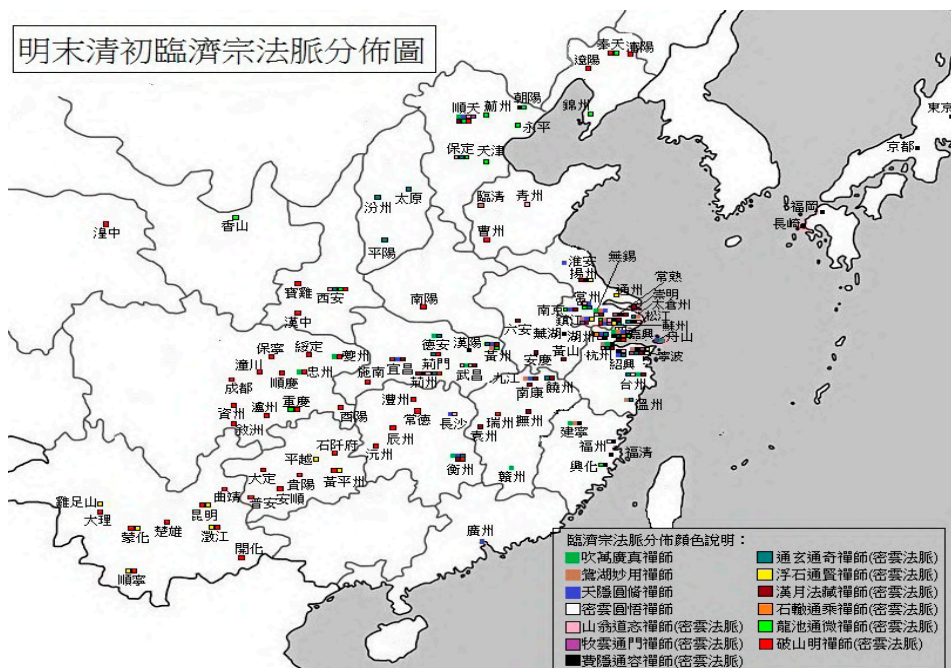 明末清初臨濟宗法脈分佈圖
奉天
瀋陽
遼陽
朝陽
順天
薊州
錦州
永平
東京
保定
天津
京都
太原
汾州
臨清
青州
福岡
長崎
香山
湟中
平陽
曹州
無錫
淮安
揚州
常熟
寶雞
西安
通州
崇明
常州
太倉州
南陽
南京
松江
漢中
鎮江
六安
蘇州
蕪湖
湖州
嘉興
舟山
德安
漢陽
保寧
綏定
黃州
黃山
杭州
寧波
夔州
安慶
紹興
荊門
宜昌
潼川
忠州
施南
武昌
九江
荊州
順慶
台州
成都
南康
饒州
澧州
資州
瀘州
重慶
酉陽
溫州
常德
長沙
瑞州
撫州
敘州
辰州
袁州
建寧
石阡府
福州
沅州
福清
平越
衡州
興化
大定
黃平州
贛州
貴陽
曲靖
安順
普安
雞足山
大理
昆明
楚雄
蒙化
澂江
廣州
開化
順寧
臨濟宗法脈分佈顏色說明：
吹萬廣真禪師
通玄通奇禪師(密雲法脈)
鴛湖妙用禪師
浮石通賢禪師(密雲法脈)
天隱圓脩禪師
漢月法藏禪師(密雲法脈)
密雲圓悟禪師
石轍通乘禪師(密雲法脈)
山翁道忞禪師(密雲法脈)
龍池通微禪師(密雲法脈)
牧雲通門禪師(密雲法脈)
破山明禪師(密雲法脈)
費隱通容禪師(密雲法脈)